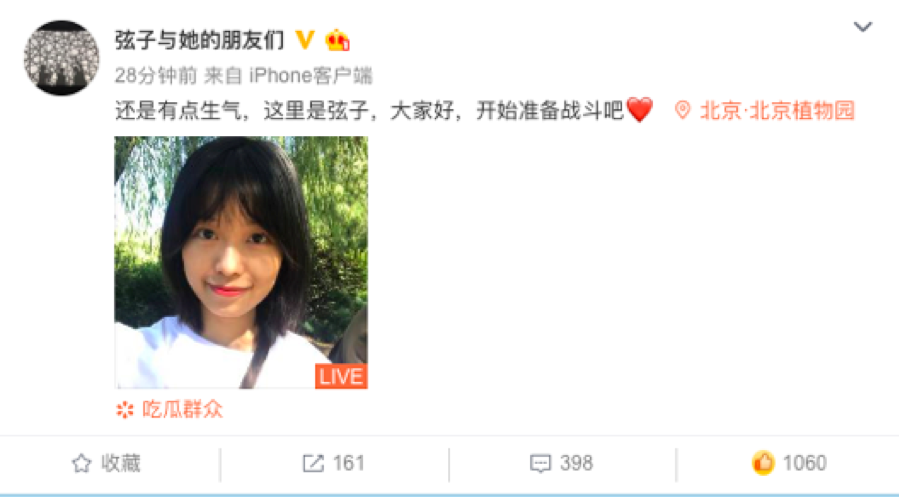 弦子与她的朋友们
28分钟前 来自 iPhone客户端
还是有点生气，这里是弦子，大家好，开始准备战斗吧❤️ 北京·北京植物园
LIVE
吃瓜群众
收藏 161 398 1060